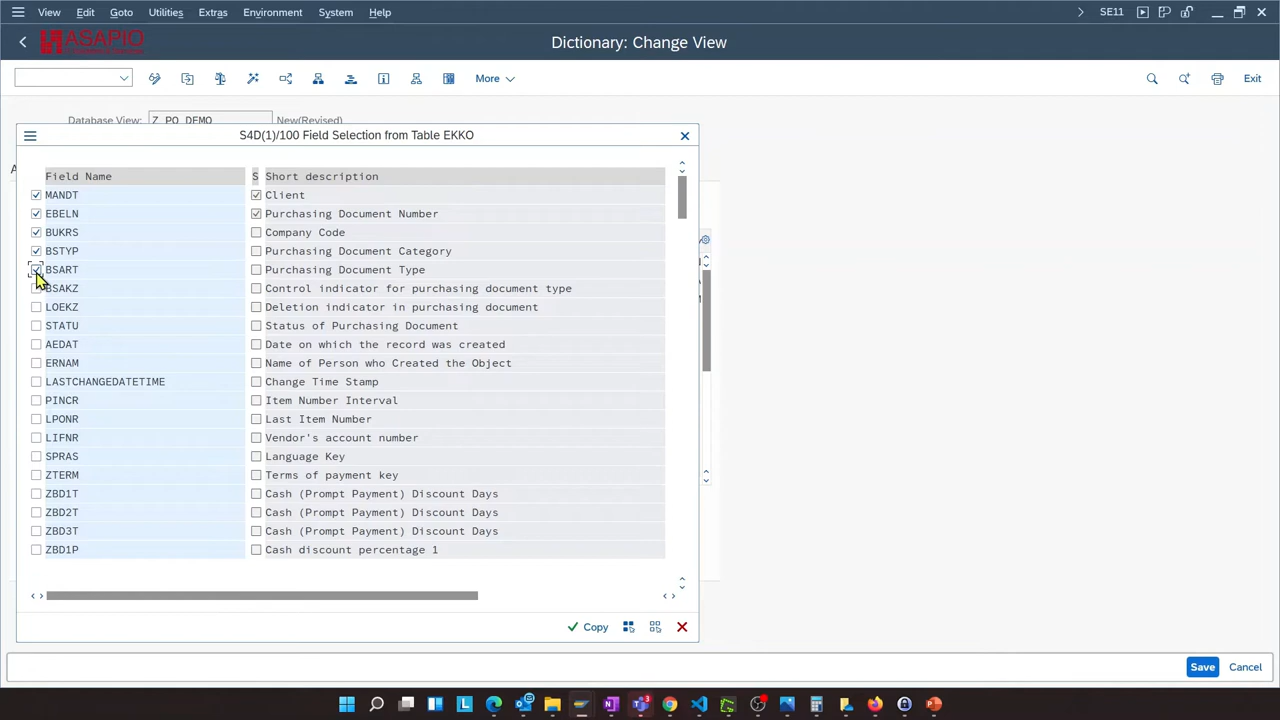 View Edit Goto Utilities Extras Environment System Help SE11
ASAPIO
Dictionary: Change View
More Exit
Database View: Z_PO_DEMO New(Revised)
S4D(1)/100 Field Selection from Table EKKO
Field Name S Short description
MANDT Client
EBELN Purchasing Document Number
BUKRS Company Code
BSTYP Purchasing Document Category
BSART Purchasing Document Type
BSAKZ Control indicator for purchasing document type
LOEKZ Deletion indicator in purchasing document
STATU Status of Purchasing Document
AEDAT Date on which the record was created
ERNAM Name of Person who Created the Object
LASTCHANGEDATETIME Change Time Stamp
PINCR Item Number Interval
LPONR Last Item Number
LIFNR Vendor's account number
SPRAS Language Key
ZTERM Terms of payment key
ZBD1T Cash (Prompt Payment) Discount Days
ZBD2T Cash (Prompt Payment) Discount Days
ZBD3T Cash (Prompt Payment) Discount Days
ZBD1P Cash discount percentage 1
Copy
Save Cancel